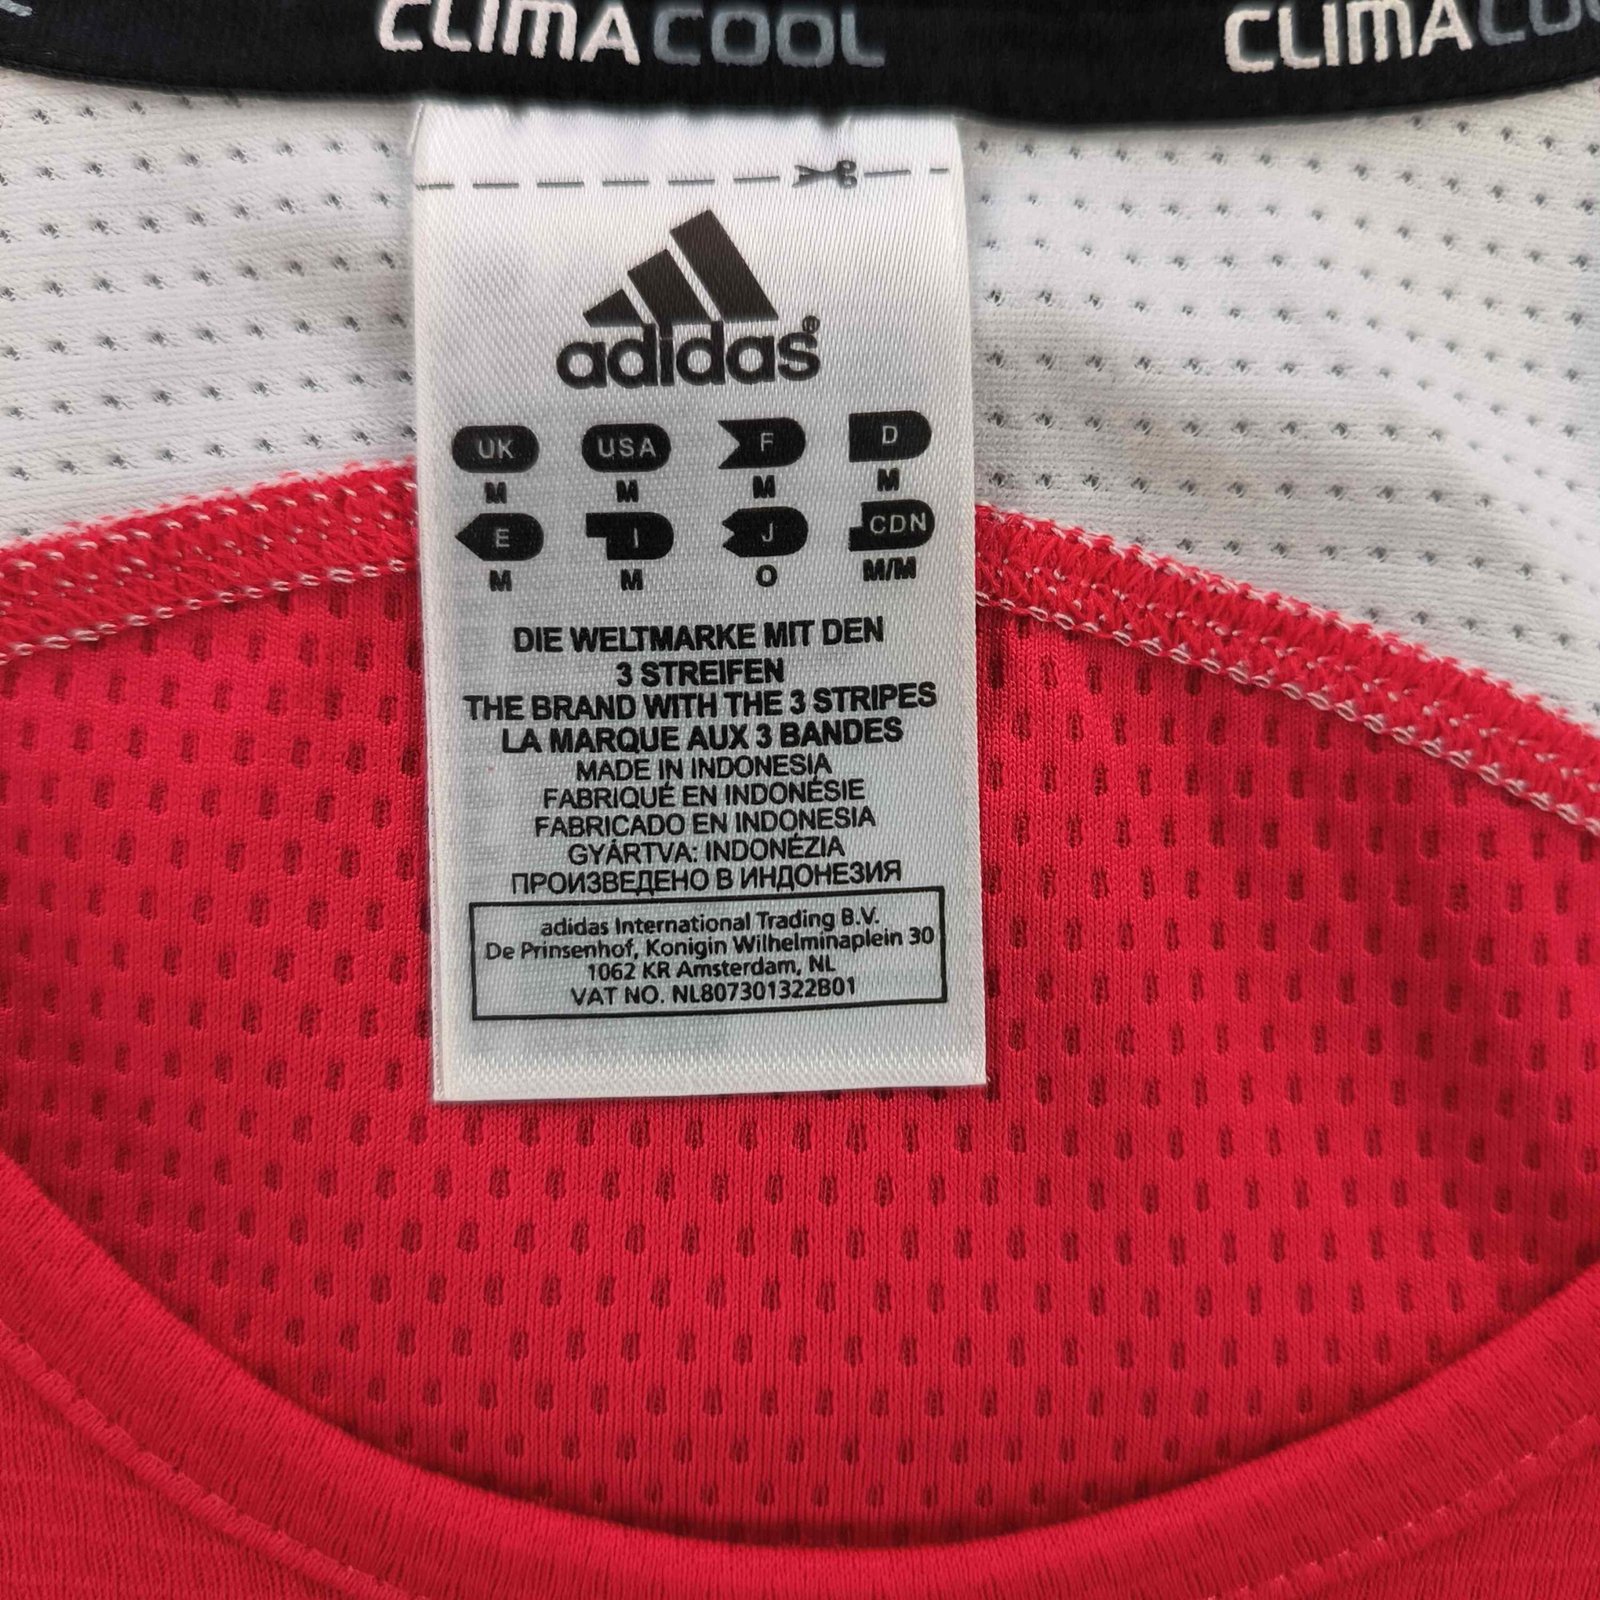 CLIMACOOL CLIMACOOL
adidas®
UK USA F D
M M M M
E I J CDN
M M O M/M
DIE WELTMARKE MIT DEN
3 STREIFEN
THE BRAND WITH THE 3 STRIPES
LA MARQUE AUX 3 BANDES
MADE IN INDONESIA
FABRIQUÉ EN INDONÉSIE
FABRICADO EN INDONESIA
GYÁRTVA: INDONÉZIA
ПРОИЗВЕДЕНО В ИНДОНЕЗИЯ
adidas International Trading B.V.
De Prinsenhof, Konigin Wilhelminaplein 30
1062 KR Amsterdam, NL
VAT NO. NL807301322B01